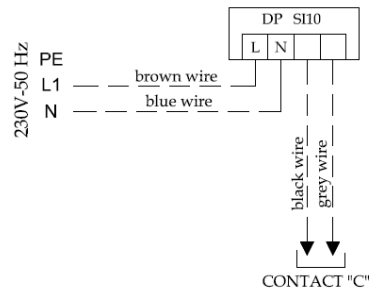 DP SI10
L N
230V-50 Hz
PE
L1
N
brown wire
blue wire
black wire
grey wire
CONTACT "C"